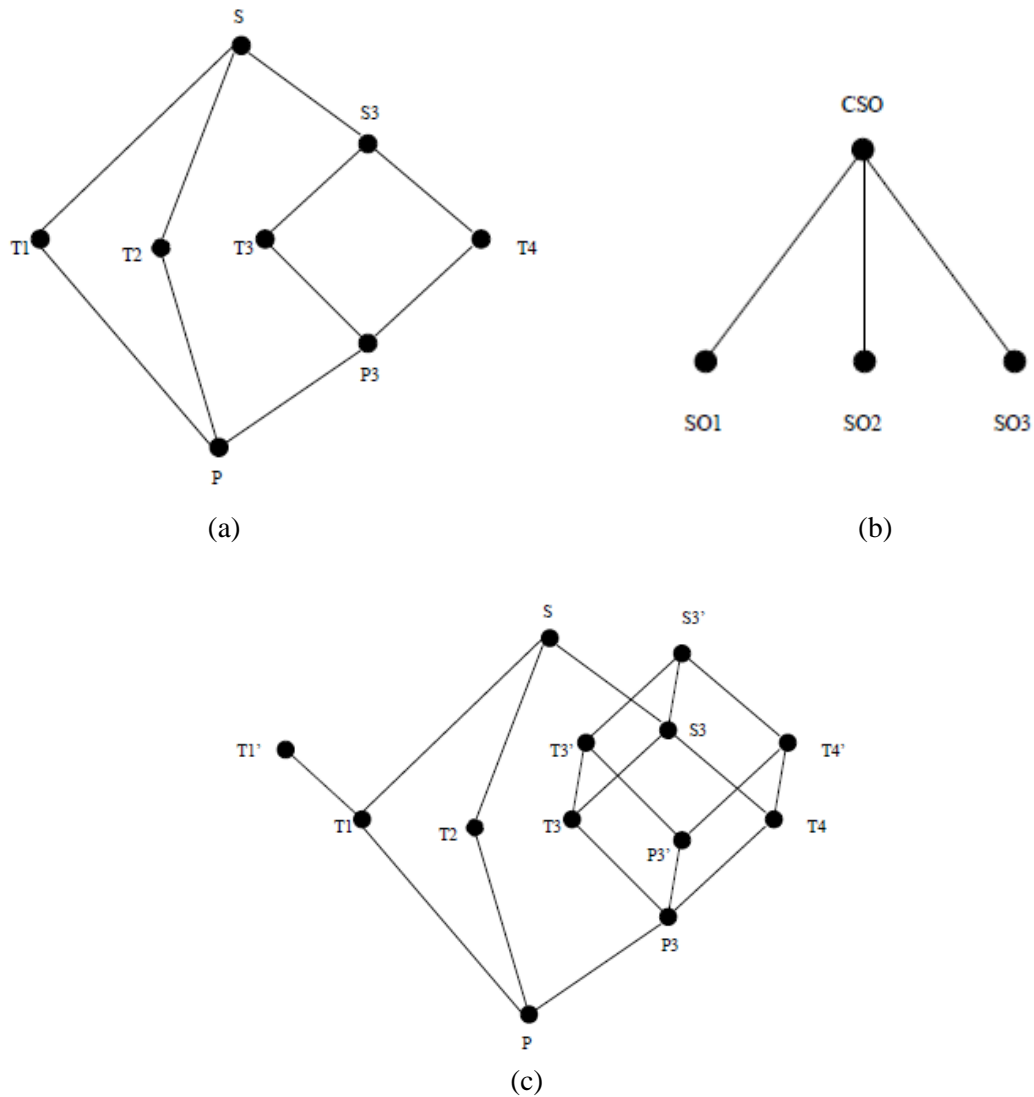 S
S3
T1
T2
T3
T4
P3
P
(a)
CSO
SO1
SO2
SO3
(b)
S
S3’
T1’
S3
T3’
T4’
T1
T2
T3
T4
P3’
P3
P
(c)